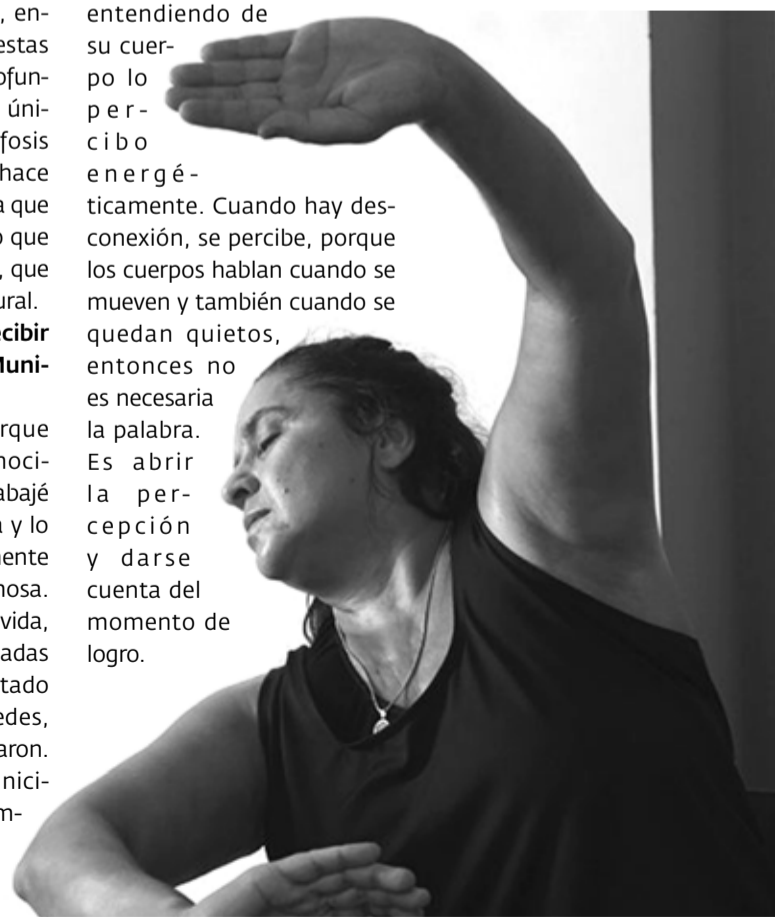 , en-
estas
ofun-
úni-
fosis
hace
a que
o que
, que
ural.
ecibir
Muni-
rque
noci-
abajé
a y lo
mente
nosa.
vida,
adas
tado
edes,
aron.
nici-
m-
entendiendo de
su cuer-
po lo
per-
cibo
energé-
ticamente. Cuando hay des-
conexión, se percibe, porque
los cuerpos hablan cuando se
mueven y también cuando se
quedan quietos,
entonces no
es necesaria
la palabra.
Es abrir
la per-
cepción
y darse
cuenta del
momento de
logro.